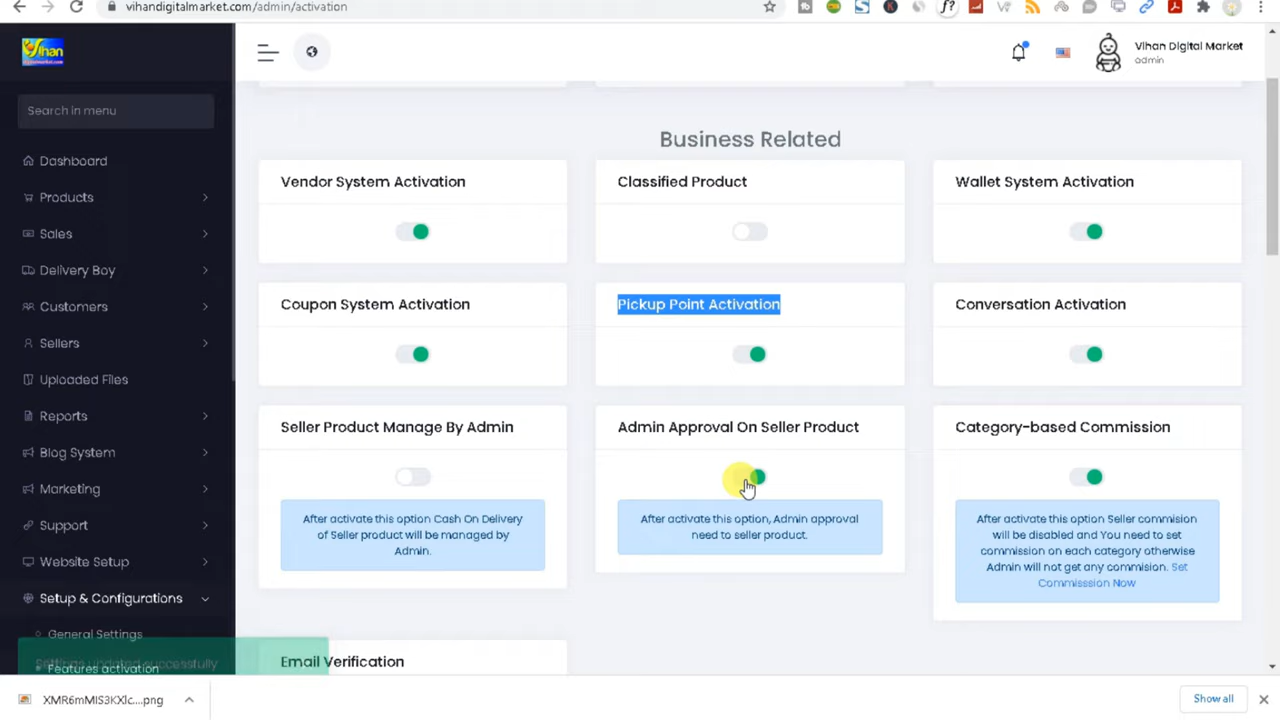 vihandigitalmarket.com/admin/activation
Vihan
Vihan Digital Market
admin
Search in menu
Dashboard
Products
Sales
Delivery Boy
Customers
Sellers
Uploaded Files
Reports
Blog System
Marketing
Support
Website Setup
Setup & Configurations
General Settings
Features activation
Settings updated successfully
Business Related
Vendor System Activation
Classified Product
Wallet System Activation
Coupon System Activation
Pickup Point Activation
Conversation Activation
Seller Product Manage By Admin
After activate this option Cash On Delivery
of Seller product will be managed by
Admin.
Admin Approval On Seller Product
After activate this option, Admin approval
need to seller product.
Category-based Commission
After activate this option Seller commision
will be disabled and You need to set
commission on each category otherwise
Admin will not get any commision. Set
Commisssion Now
Email Verification
XMR6mMIS3KXlc....png
Show all